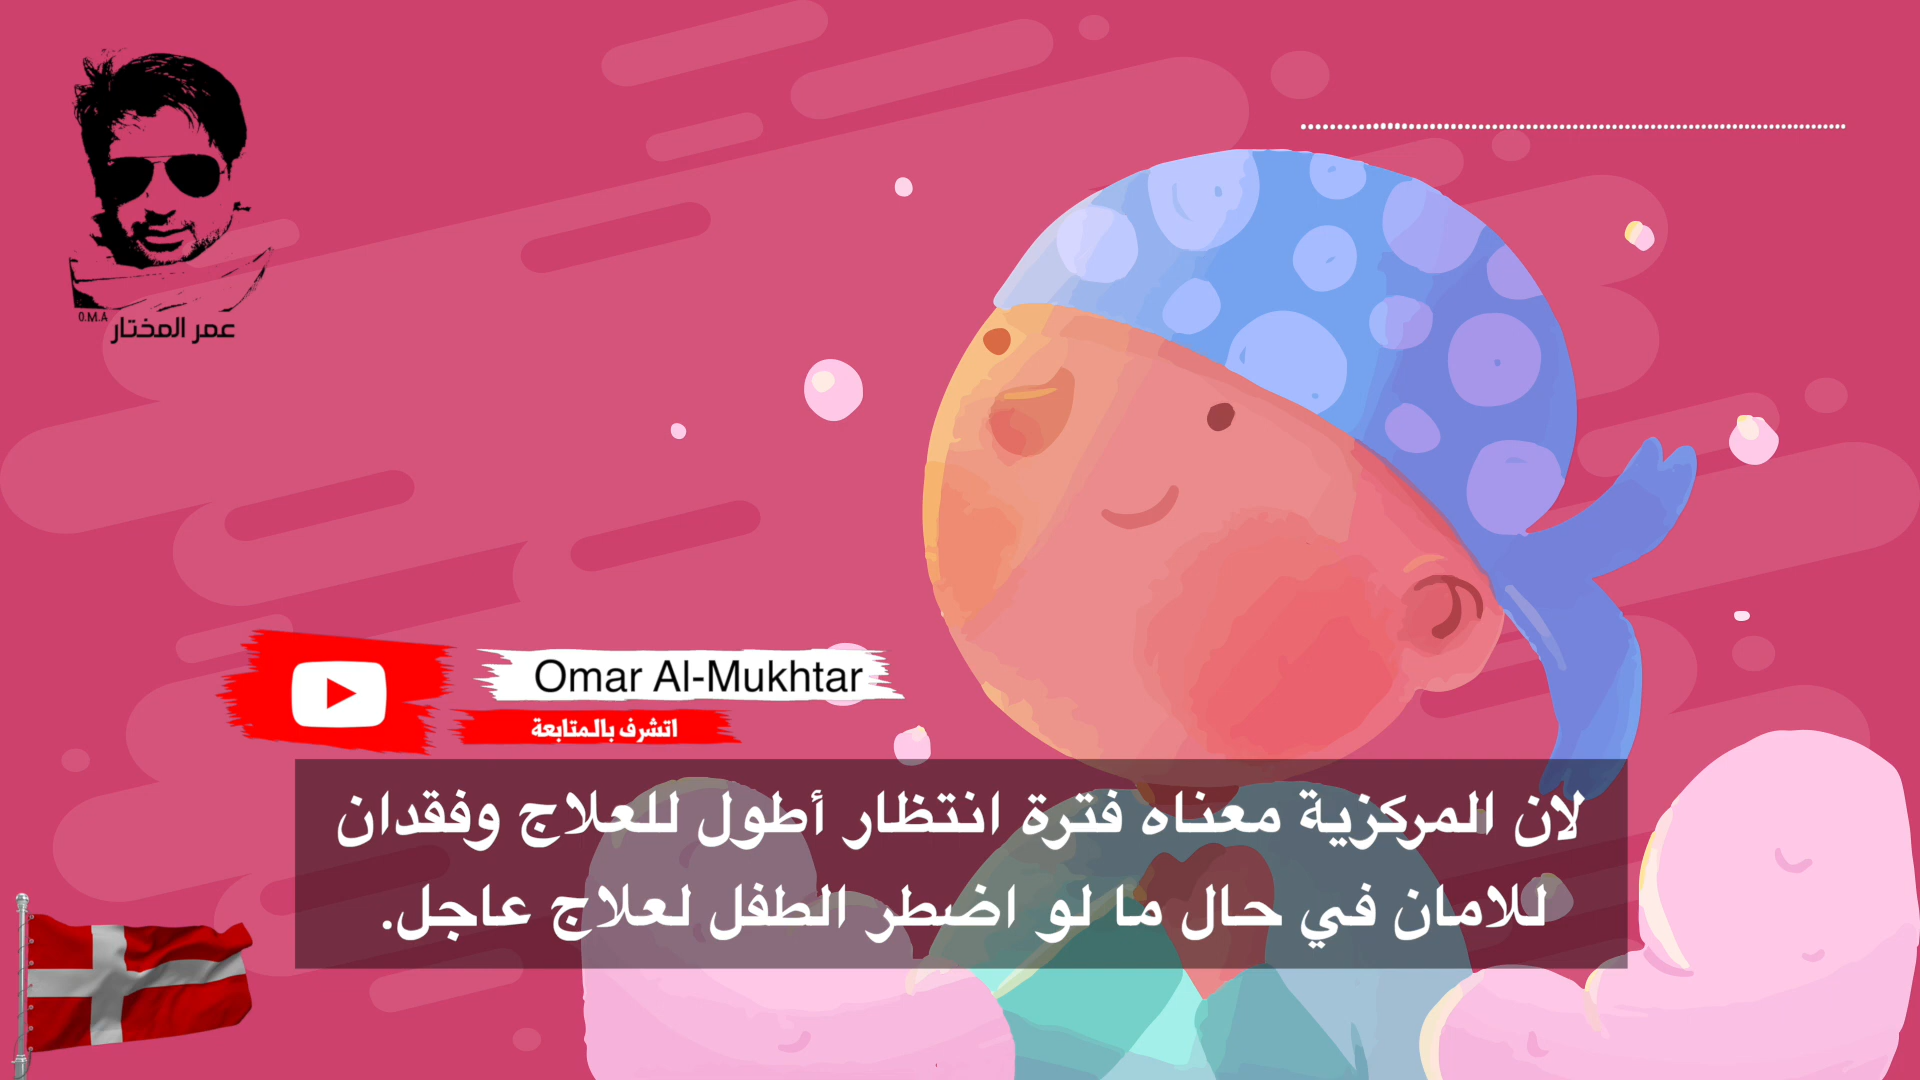 O.M.A
عمر المختار
Omar Al-Mukhtar
اتشرف بالمتابعة
لان المركزية معناه فترة انتظار أطول للعلاج وفقدان
للامان في حال ما لو اضطر الطفل لعلاج عاجل.